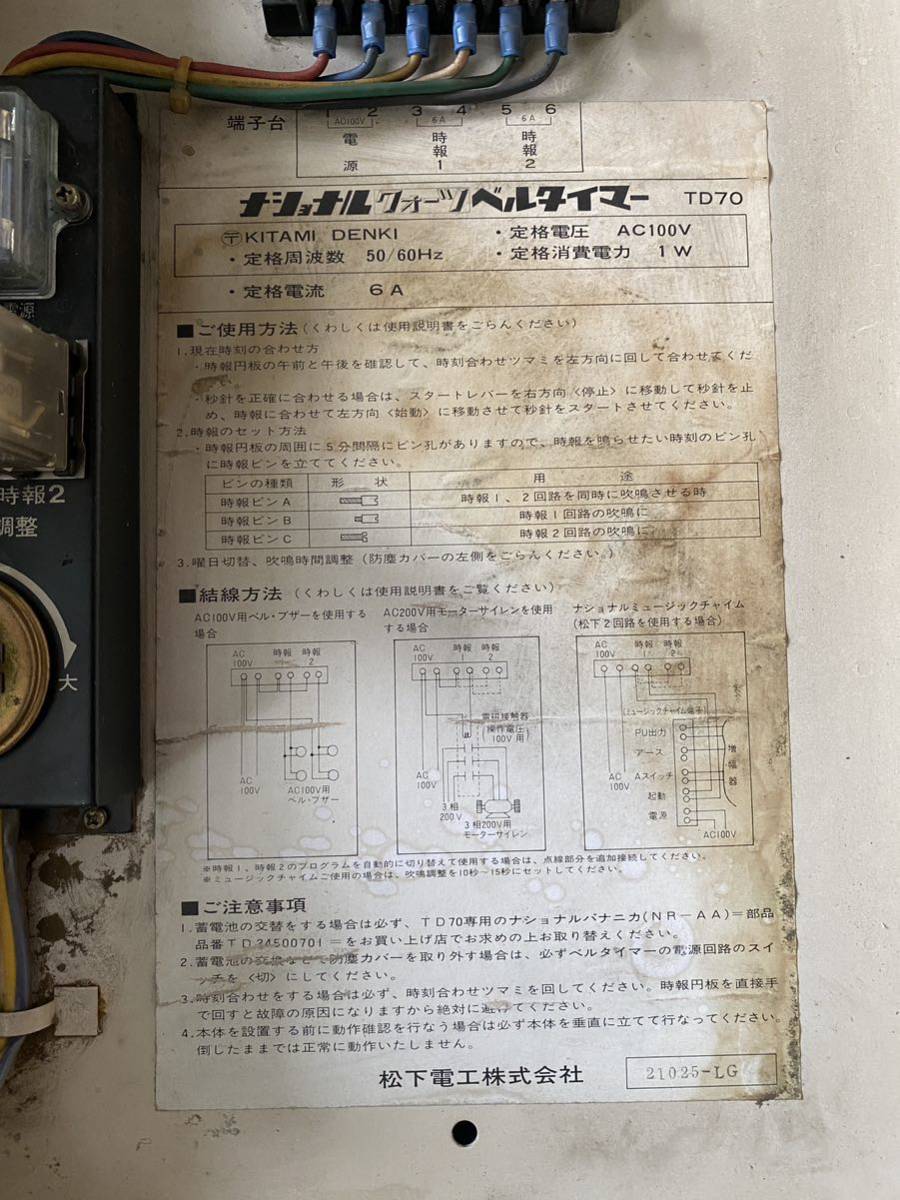 端子台
1 2 3 4 5 6
AC100V 6A 6A
電源 時報1 時報2
ナショナル クォーツ ベルタイマー TD70
〒 KITAMI DENKI ・定格電圧 AC100V
・定格周波数 50/60Hz ・定格消費電力 1W
・定格電流 6A
電源
時報2
調整
大
■ご使用方法(くわしくは使用説明書をごらんください)
1.現在時刻の合わせ方
・時報円板の午前と午後を確認して、時刻合わせツマミを左方向に回して合わせてくだ
さい。
・秒針を正確に合わせる場合は、スタートレバーを右方向〈停止〉に移動して秒針を止
め、時報に合わせて左方向〈始動〉に移動させて秒針をスタートさせてください。
2.時報のセット方法
・時報円板の周囲に5分間隔にピン孔がありますので、時報を鳴らせたい時刻のピン孔
に時報ピンを立ててください。
ピンの種類 形状 用途
時報ピンA 時報1、2回路を同時に吹鳴させる時
時報ピンB 時報1回路の吹鳴に
時報ピンC 時報2回路の吹鳴に
3.曜日切替、吹鳴時間調整(防塵カバーの左側をごらんください。)
■結線方法(くわしくは使用説明書をご覧ください)
AC100V用ベル・ブザーを使用する
場合
AC
100V
時報
1
時報
2
AC
100V
AC100V用
ベル・ブザー
AC200V用モーターサイレンを使用
する場合
AC
100V
時報
1
時報
2
電磁接触器
(操作電圧
100V用)
AC
100V
3相
200V
3相200V用
モーターサイレン
ナショナルミュージックチャイム
(松下2回路を使用する場合)
AC
100V
時報
1
時報
2
(ミュージックチャイム端子)
PU出力
アース
Aスイッチ
起動
電源
増幅器
AC
100V
AC100V
※時報1、時報2のプログラムを自動的に切り替えて使用する場合は、点線部分を追加接続してください。
※ミュージックチャイムご使用の場合は、吹鳴調整を10秒〜15秒にセットしてください。
■ご注意事項
1.蓄電池の交替をする場合は必ず、TD70専用のナショナルパナニカ(NR-AA)=部品
品番TD24500701=をお買い上げ店でお求めの上お取り替えください。
2.蓄電池の交換などで防塵カバーを取り外す場合は、必ずベルタイマーの電源回路のスイ
ッチを〈切〉にしてください。
3.時刻合わせをする場合は必ず、時刻合わせツマミを回してください。時報円板を直接手
で回すと故障の原因になりますから絶対に避けてください。
4.本体を設置する前に動作確認を行なう場合は必ず本体を垂直に立てて行なってください。
倒したままでは正常に動作いたしません。
松下電工株式会社 21025-LG